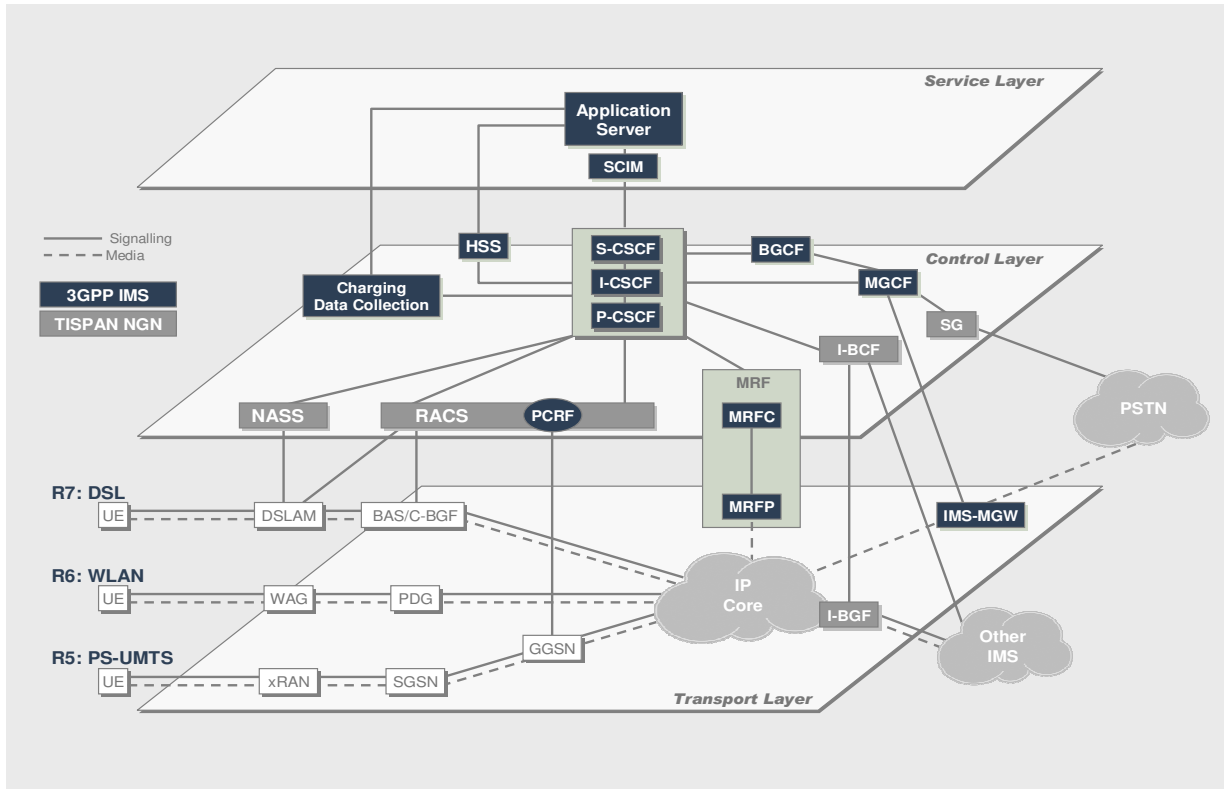 Service Layer
Application
Server
SCIM
Signalling
Media
3GPP IMS
TISPAN NGN
HSS
S-CSCF
I-CSCF
P-CSCF
BGCF
Control Layer
MGCF
Charging
Data Collection
SG
I-BCF
MRF
NASS
RACS
PCRF
MRFC
PSTN
R7: DSL
UE
DSLAM
BAS/C-BGF
MRFP
IMS-MGW
R6: WLAN
UE
WAG
PDG
IP
Core
I-BGF
Other
IMS
R5: PS-UMTS
UE
xRAN
SGSN
GGSN
Transport Layer